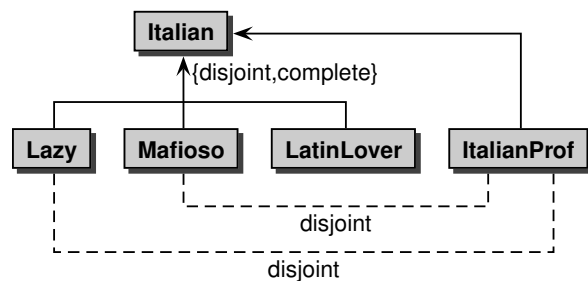 Italian
{disjoint,complete}
Lazy
Mafioso
LatinLover
ItalianProf
disjoint
disjoint